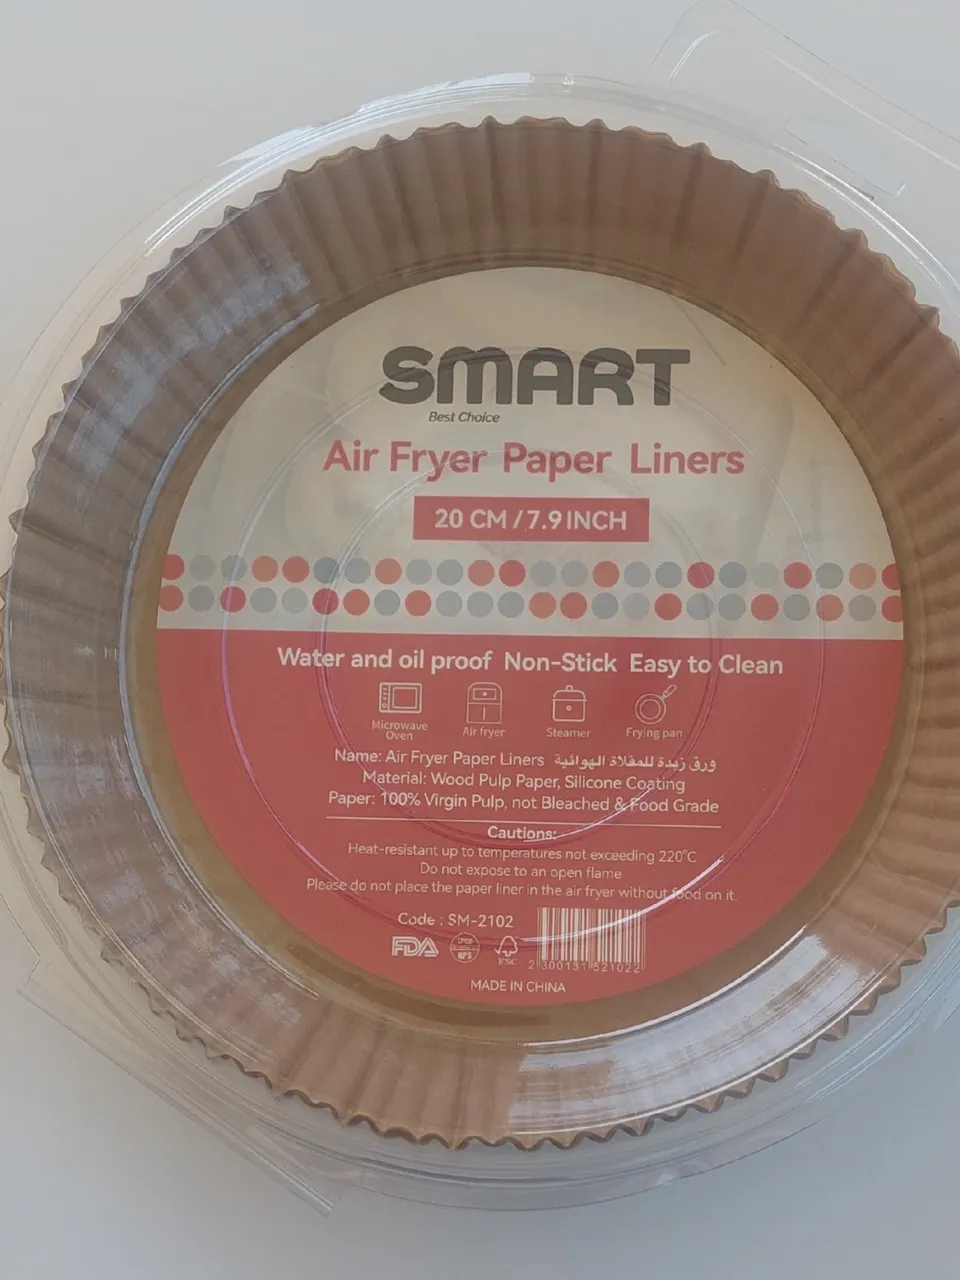 SMART
Best Choice
Air Fryer Paper Liners
20 CM / 7.9 INCH
Water and oil proof Non-Stick Easy to Clean
Microwave Oven
Air fryer
Steamer
Frying pan
Name: Air Fryer Paper Liners ورق زبدة للمقلاة الهوائية
Material: Wood Pulp Paper, Silicone Coating
Paper: 100% Virgin Pulp, not Bleached & Food Grade
Cautions:
Heat-resistant up to temperatures not exceeding 220°C
Do not expose to an open flame
Please do not place the paper liner in the air fryer without food on it.
Code : SM-2102
FDA
FSC
2 300131 521022
MADE IN CHINA